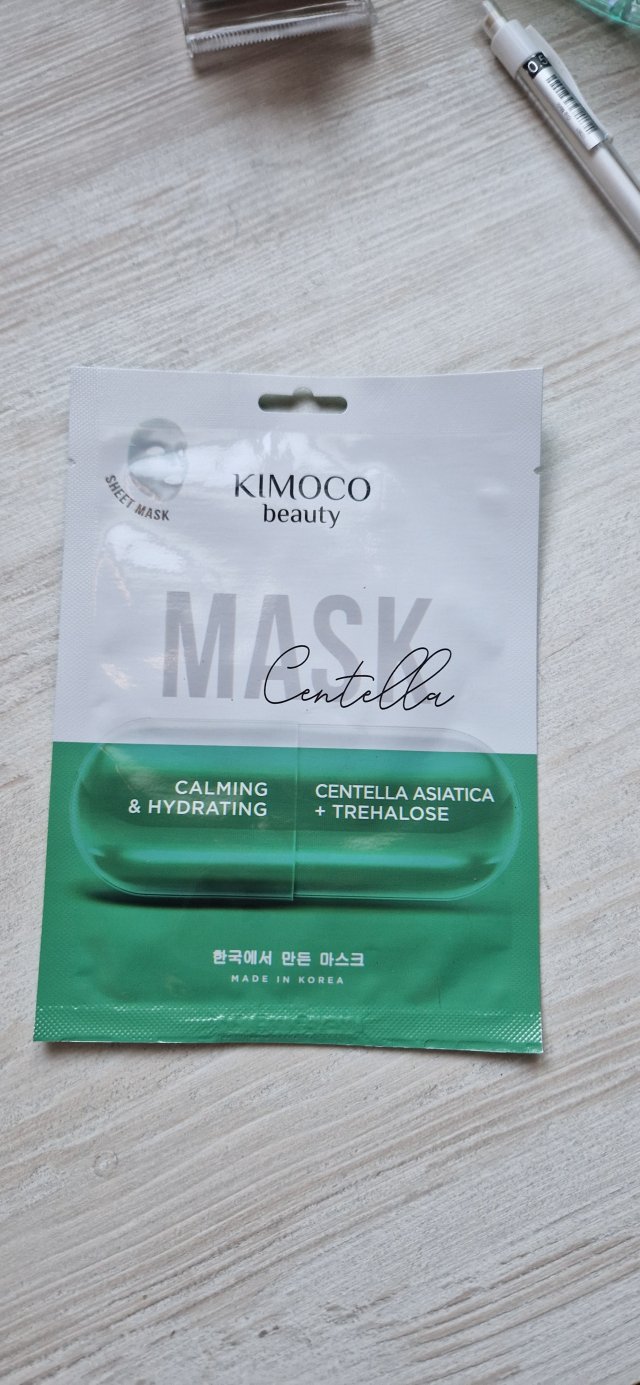 SHEET MASK
KIMOCO
beauty
MASK
Centella
CALMING
& HYDRATING
CENTELLA ASIATICA
+ TREHALOSE
한국에서 만든 마스크
MADE IN KOREA